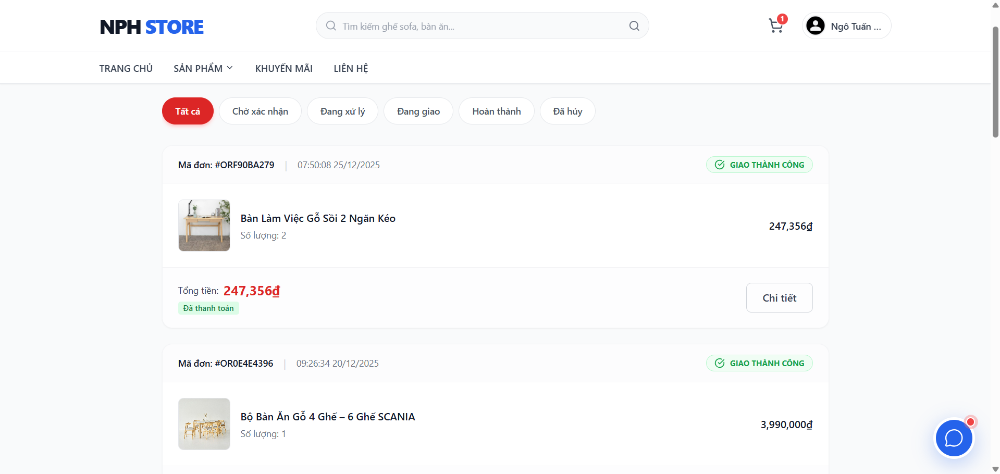 NPH STORE
Tìm kiếm ghế sofa, bàn ăn...
1
Ngô Tuấn ...
TRANG CHỦ
SẢN PHẨM
KHUYẾN MÃI
LIÊN HỆ
Tất cả
Chờ xác nhận
Đang xử lý
Đang giao
Hoàn thành
Đã hủy
Mã đơn: #ORF90BA279 | 07:50:08 25/12/2025
GIAO THÀNH CÔNG
Bàn Làm Việc Gỗ Sồi 2 Ngăn Kéo
Số lượng: 2
247,356₫
Tổng tiền: 247,356₫
Đã thanh toán
Chi tiết
Mã đơn: #OR0E4E4396 | 09:26:34 20/12/2025
GIAO THÀNH CÔNG
Bộ Bàn Ăn Gỗ 4 Ghế – 6 Ghế SCANIA
Số lượng: 1
3,990,000₫